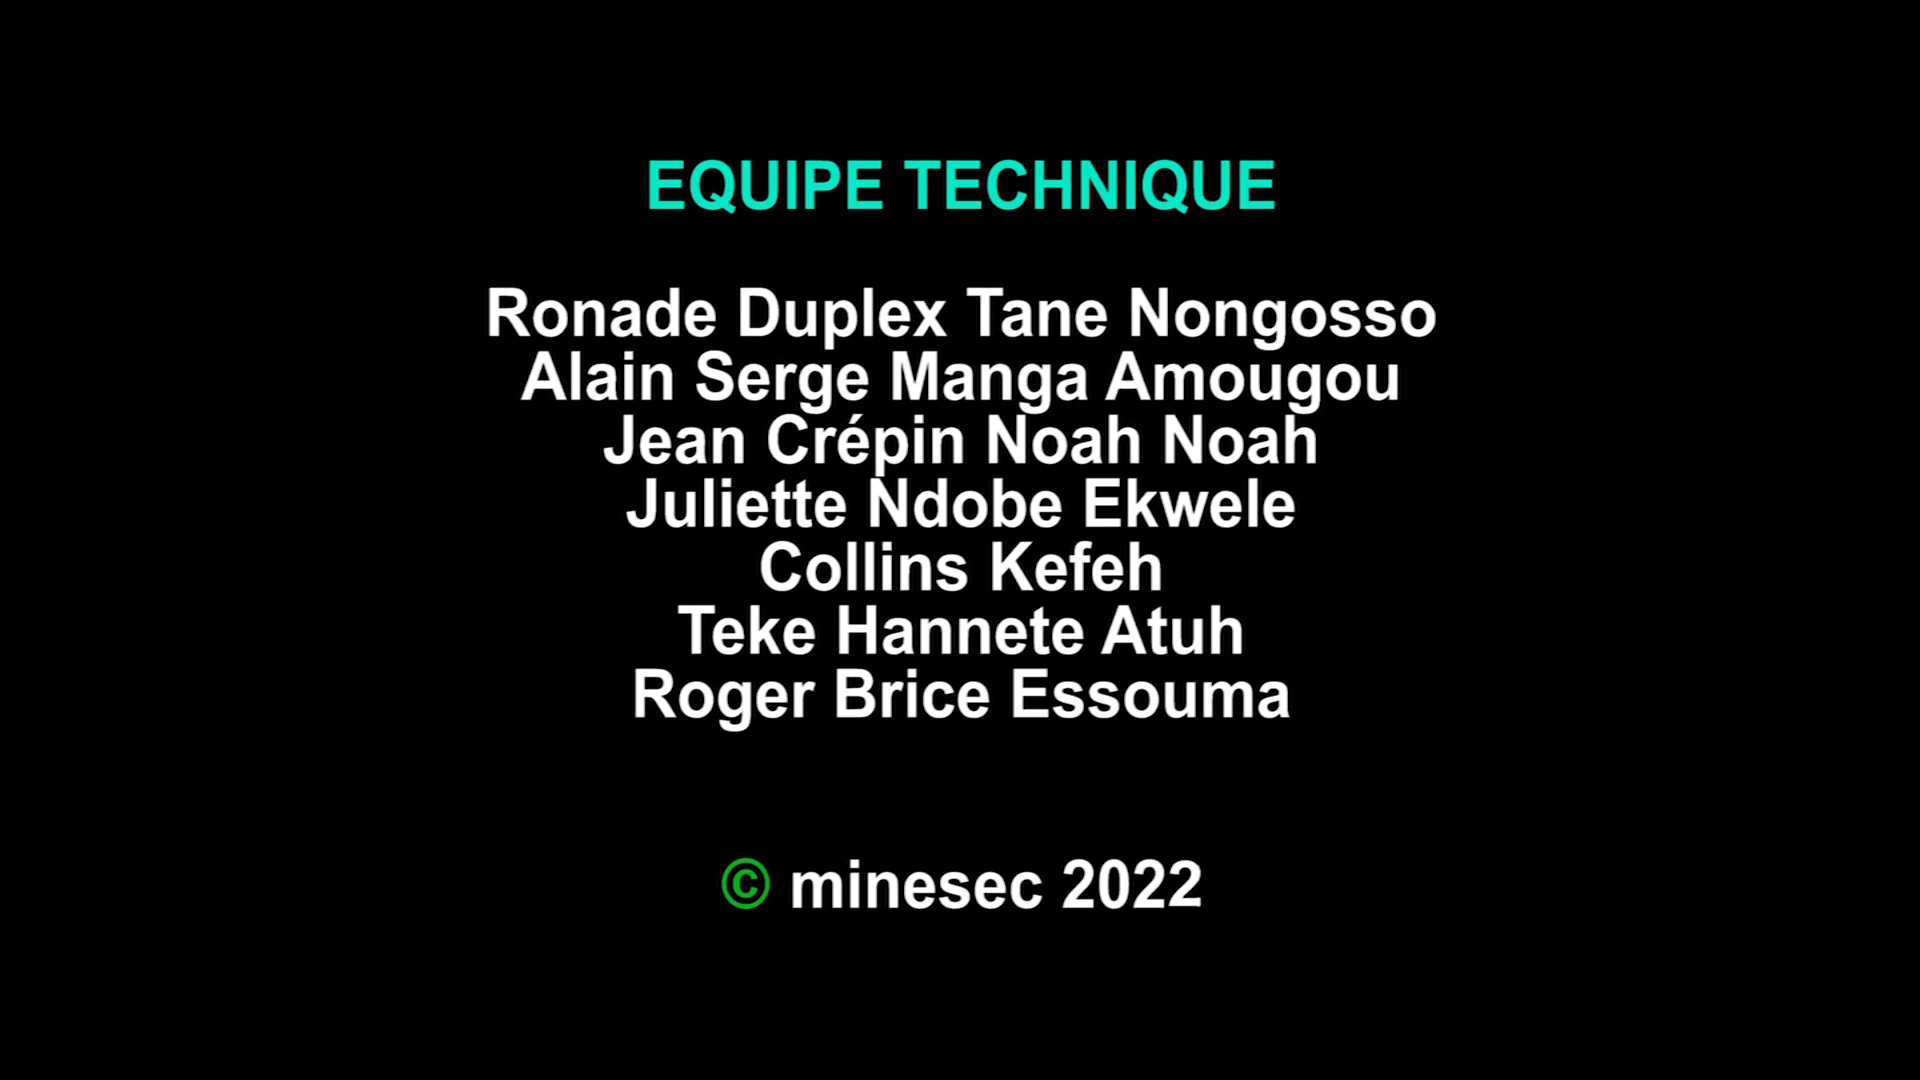 EQUIPE TECHNIQUE
Ronade Duplex Tane Nongosso
Alain Serge Manga Amougou
Jean Crépin Noah Noah
Juliette Ndobe Ekwele
Collins Kefeh
Teke Hannete Atuh
Roger Brice Essouma
© minesec 2022